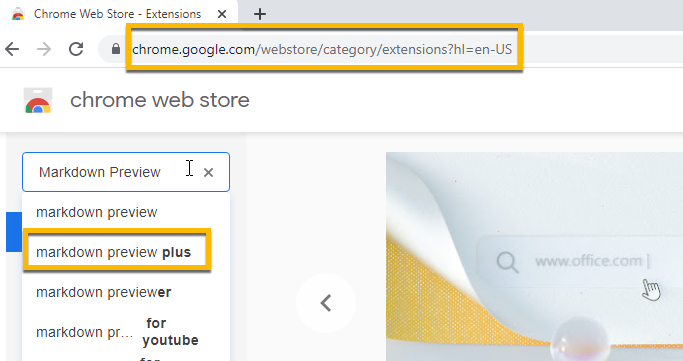 Chrome Web Store - Extensions
chrome.google.com/webstore/category/extensions?hl=en-US
chrome web store
Markdown Preview
markdown preview
markdown preview plus
markdown previewer
markdown pr… for
youtube
for
www.office.com